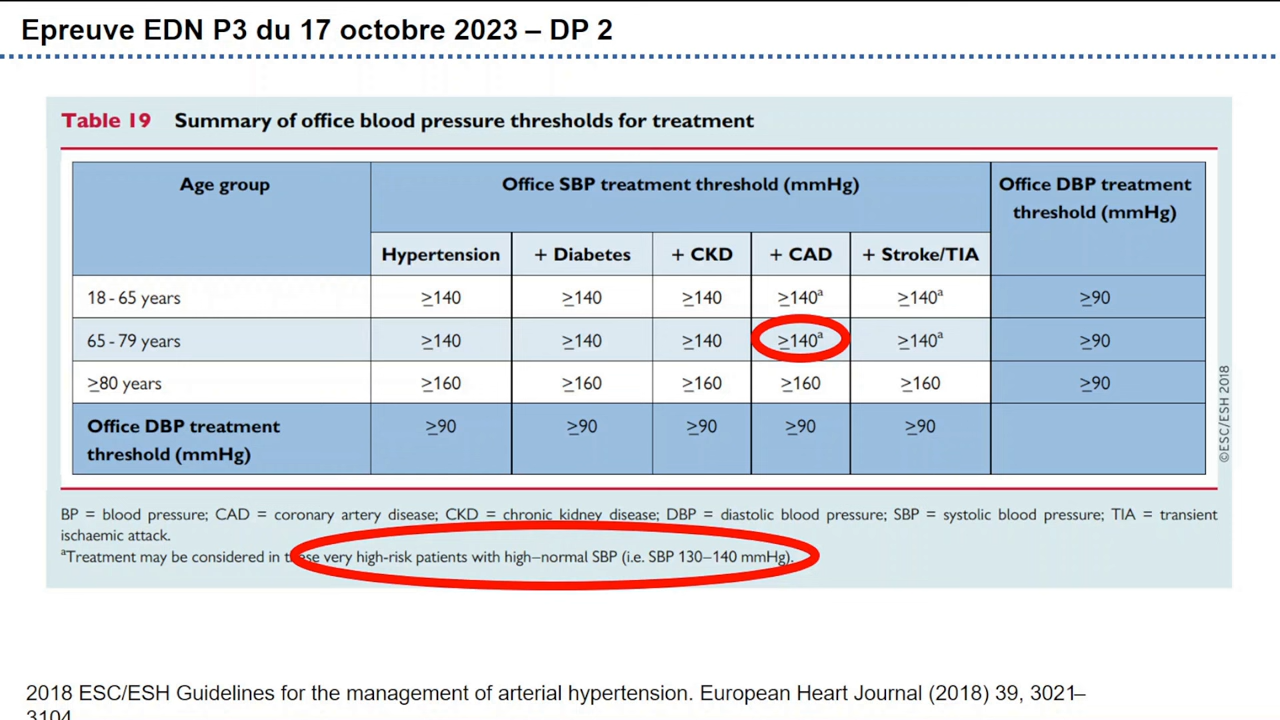 Epreuve EDN P3 du 17 octobre 2023 – DP 2
Table 19 Summary of office blood pressure thresholds for treatment
Age group Office SBP treatment threshold (mmHg) Office DBP treatment
threshold (mmHg)
Hypertension + Diabetes + CKD + CAD + Stroke/TIA
18 - 65 years ≥140 ≥140 ≥140 ≥140ᵃ ≥140ᵃ ≥90
65 - 79 years ≥140 ≥140 ≥140 ≥140ᵃ ≥140ᵃ ≥90
≥80 years ≥160 ≥160 ≥160 ≥160 ≥160 ≥90
Office DBP treatment
threshold (mmHg) ≥90 ≥90 ≥90 ≥90 ≥90
©ESC/ESH 2018
BP = blood pressure; CAD = coronary artery disease; CKD = chronic kidney disease; DBP = diastolic blood pressure; SBP = systolic blood pressure; TIA = transient
ischaemic attack.
ᵃTreatment may be considered in these very high-risk patients with high–normal SBP (i.e. SBP 130–140 mmHg).
2018 ESC/ESH Guidelines for the management of arterial hypertension. European Heart Journal (2018) 39, 3021–
3104